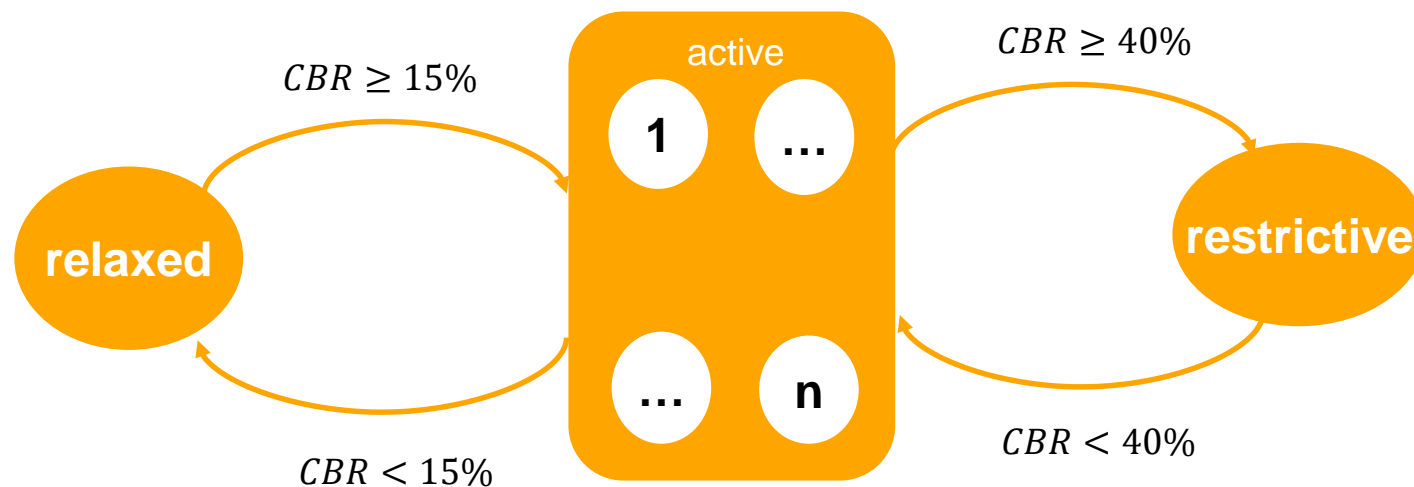 CBR ≥ 15%
active
CBR ≥ 40%
1
...
relaxed
restrictive
...
n
CBR < 15%
CBR < 40%